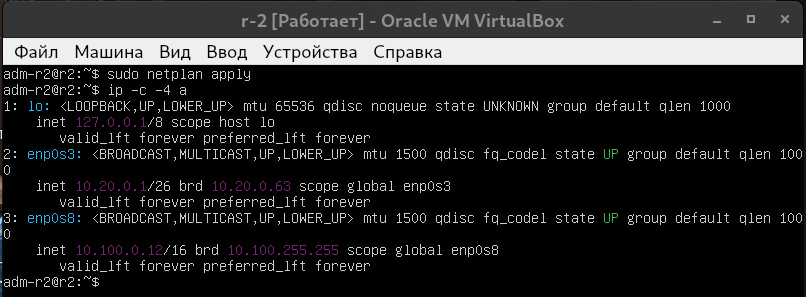 r-2 [Работает] - Oracle VM VirtualBox
Файл Машина Вид Ввод Устройства Справка
adm-r2@r2:~$ sudo netplan apply
adm-r2@r2:~$ ip -c -4 a
1: lo: <LOOPBACK,UP,LOWER_UP> mtu 65536 qdisc noqueue state UNKNOWN group default qlen 1000
inet 127.0.0.1/8 scope host lo
valid_lft forever preferred_lft forever
2: enp0s3: <BROADCAST,MULTICAST,UP,LOWER_UP> mtu 1500 qdisc fq_codel state UP group default qlen 100
0
inet 10.20.0.1/26 brd 10.20.0.63 scope global enp0s3
valid_lft forever preferred_lft forever
3: enp0s8: <BROADCAST,MULTICAST,UP,LOWER_UP> mtu 1500 qdisc fq_codel state UP group default qlen 100
0
inet 10.100.0.12/16 brd 10.100.255.255 scope global enp0s8
valid_lft forever preferred_lft forever
adm-r2@r2:~$